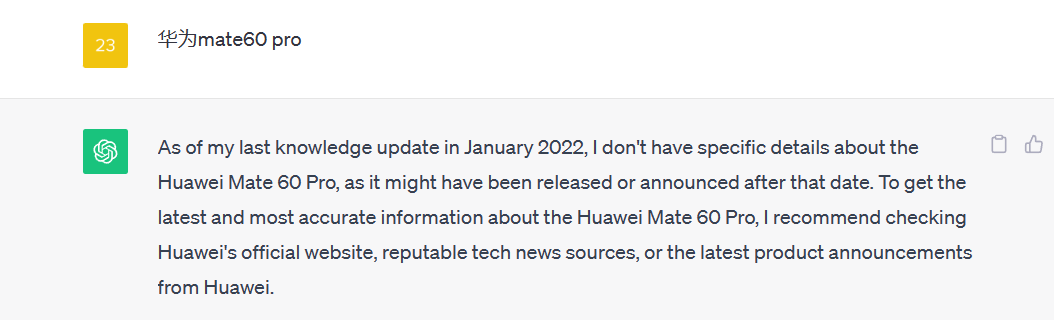 23
华为mate60 pro
As of my last knowledge update in January 2022, I don't have specific details about the
Huawei Mate 60 Pro, as it might have been released or announced after that date. To get the
latest and most accurate information about the Huawei Mate 60 Pro, I recommend checking
Huawei's official website, reputable tech news sources, or the latest product announcements
from Huawei.